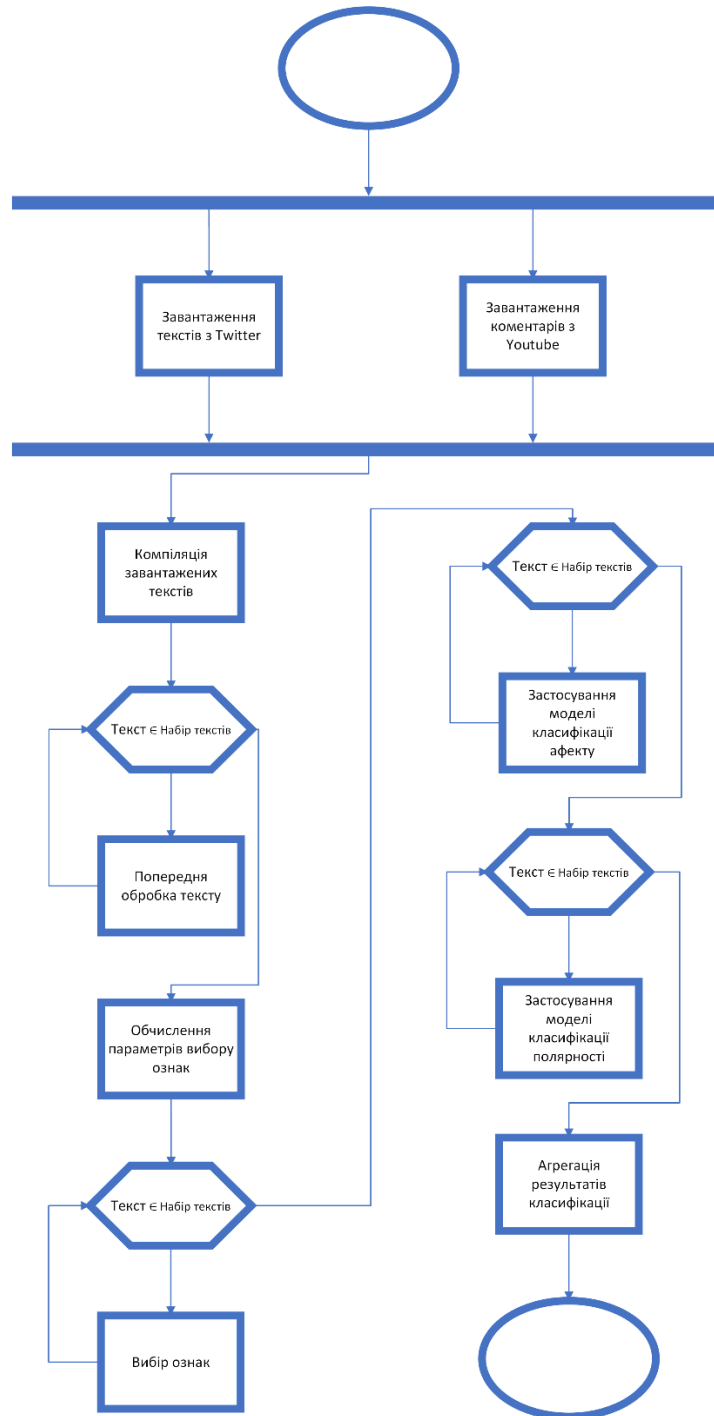 Завантаження
текстів з Twitter
Завантаження
коментарів з
Youtube
Компіляція
завантажених
текстів
Текст ∈ Набір текстів
Попередня
обробка тексту
Обчислення
параметрів вибору
ознак
Текст ∈ Набір текстів
Вибір ознак
Текст ∈ Набір текстів
Застосування
моделі
класифікації
афекту
Текст ∈ Набір текстів
Застосування
моделі
класифікації
полярності
Агрегація
результатів
класифікації